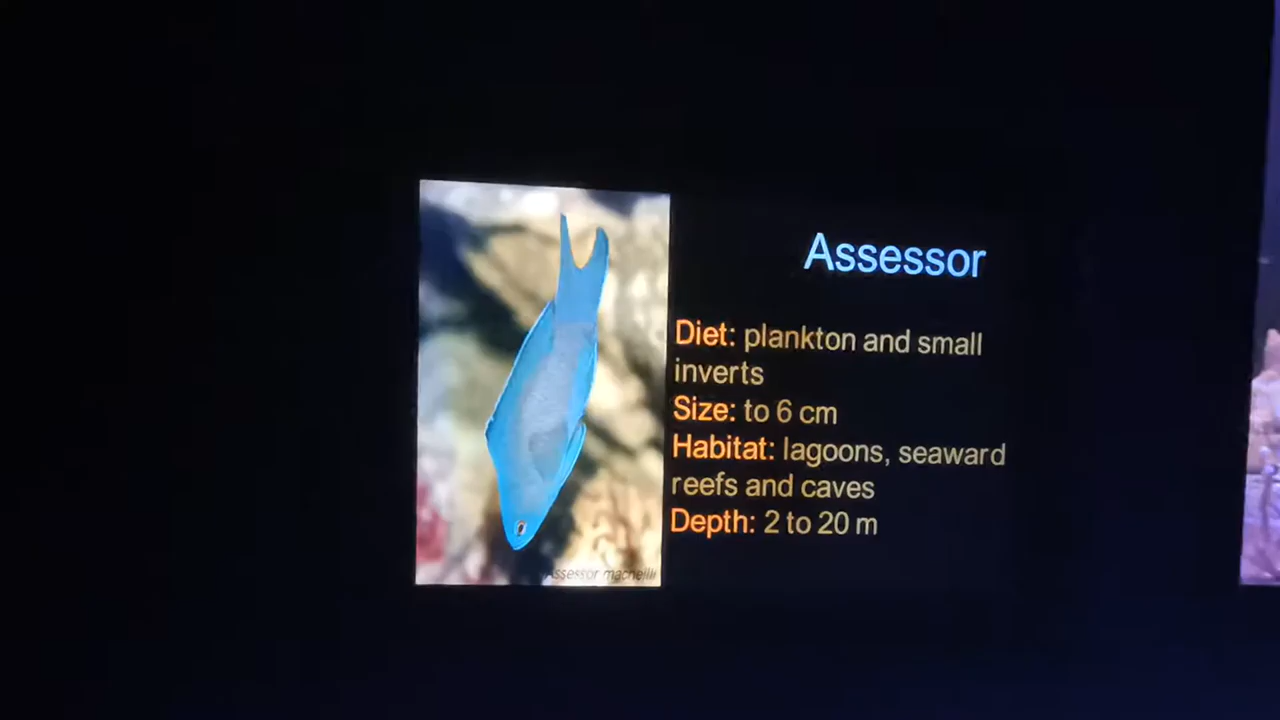 Assessor
Diet: plankton and small
inverts
Size: to 6 cm
Habitat: lagoons, seaward
reefs and caves
Depth: 2 to 20 m
Assessor macneilli